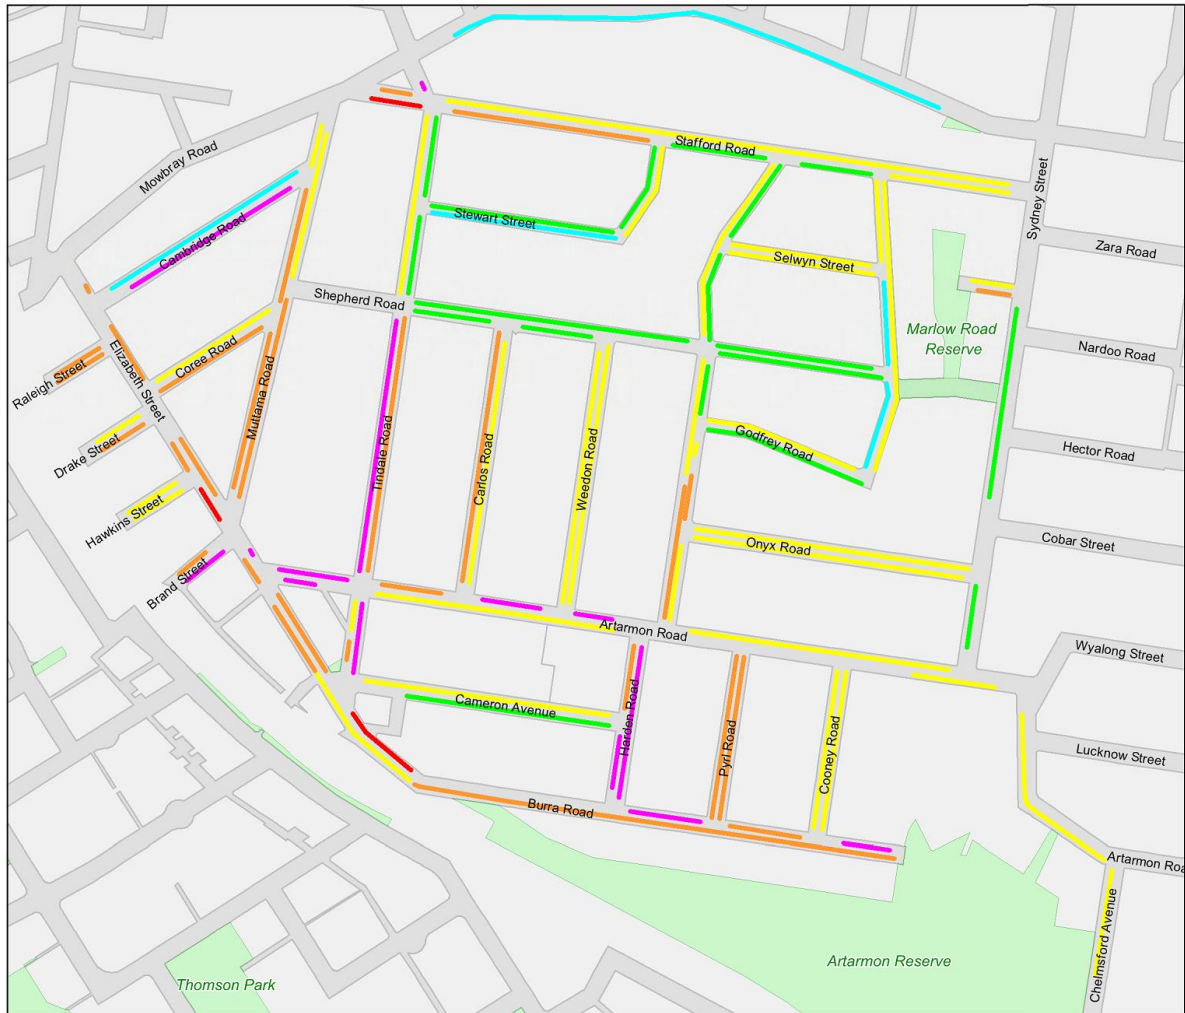 Stafford Road
Mowbray Road
Sydney Street
Stewart Street
Cambridge Road
Zara Road
Selwyn Street
Shepherd Road
Marlow Road
Reserve
Nardoo Road
Coree Road
Elizabeth Street
Raleigh Street
Muttama Road
Drake Street
Tindale Road
Carlos Road
Weedon Road
Godfrey Road
Hector Road
Hawkins Street
Onyx Road
Cobar Street
Brand Street
Artarmon Road
Wyalong Street
Cameron Avenue
Harden Road
Pyrl Road
Cooney Road
Lucknow Street
Burra Road
Artarmon Roa
Chelmsford Avenue
Artarmon Reserve
Thomson Park